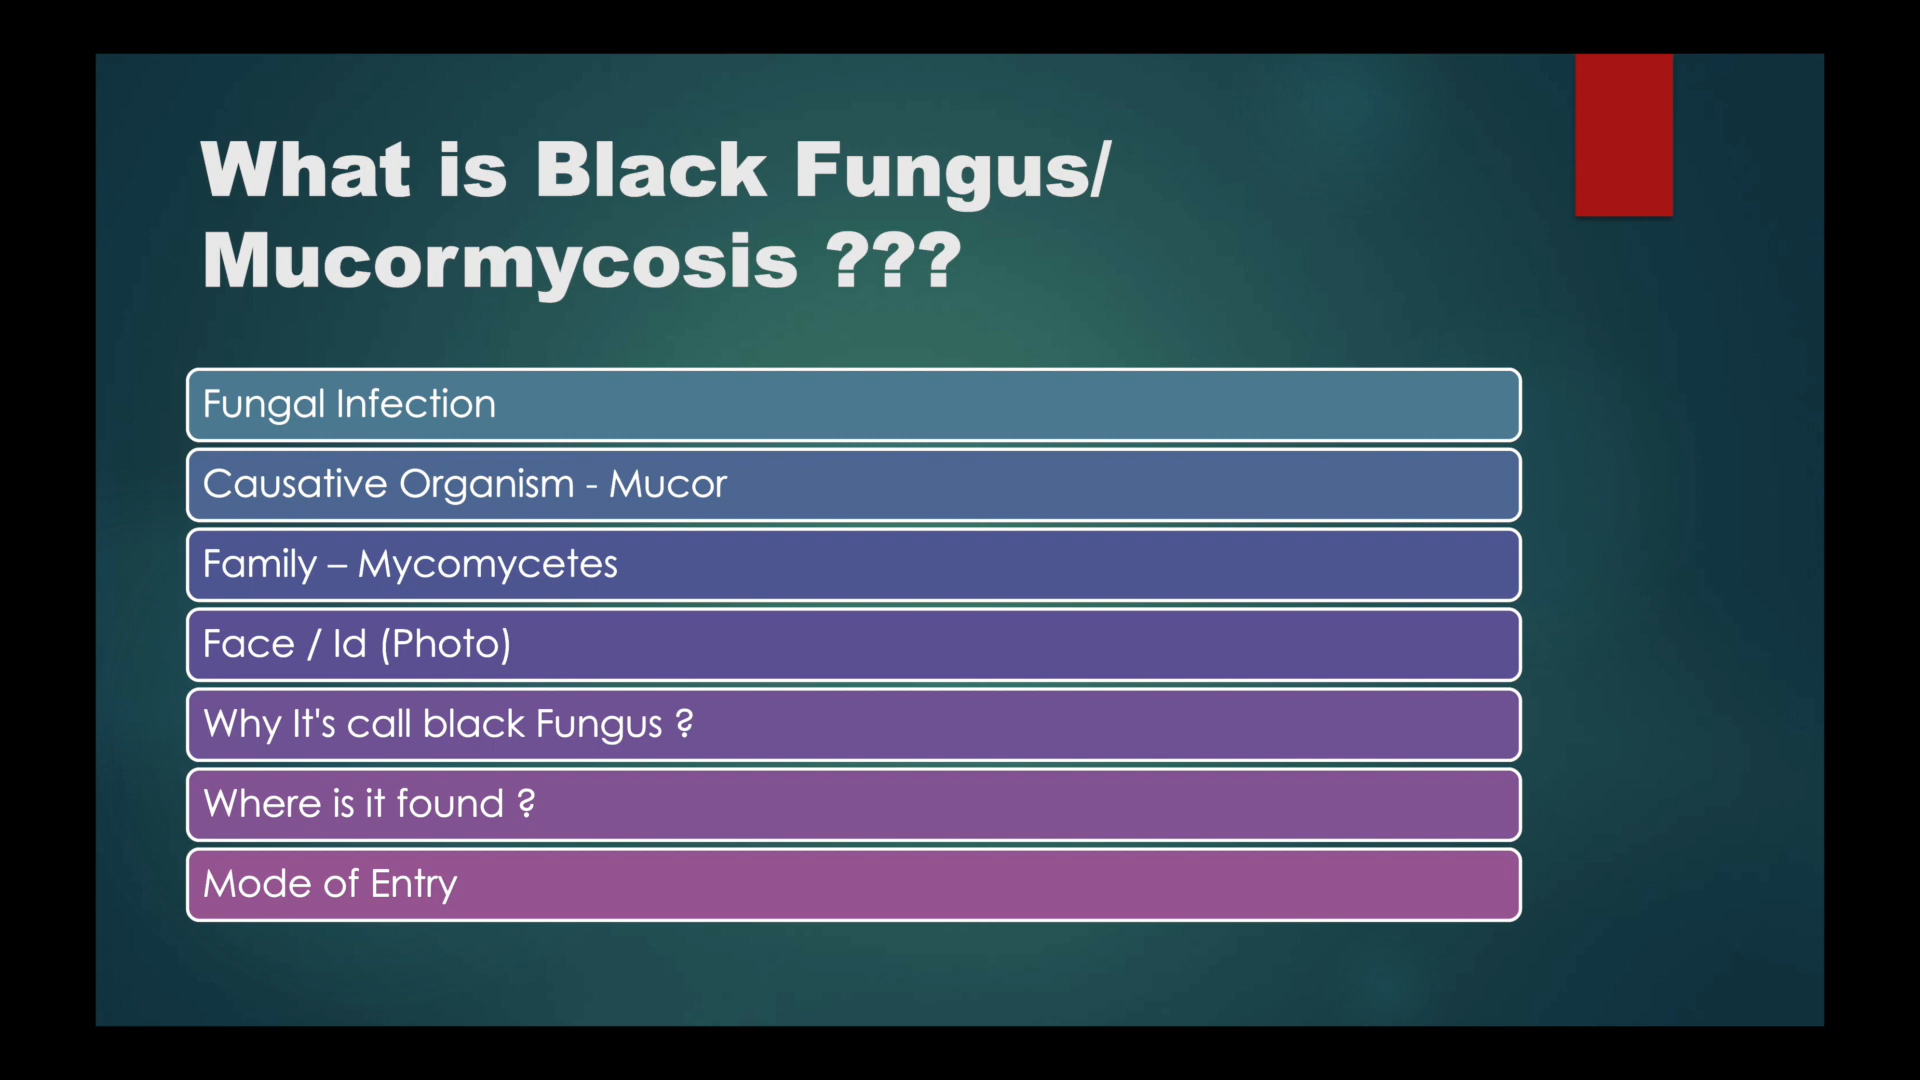 What is Black Fungus/
Mucormycosis ???
Fungal Infection
Causative Organism - Mucor
Family – Mycomycetes
Face / Id (Photo)
Why It's call black Fungus ?
Where is it found ?
Mode of Entry